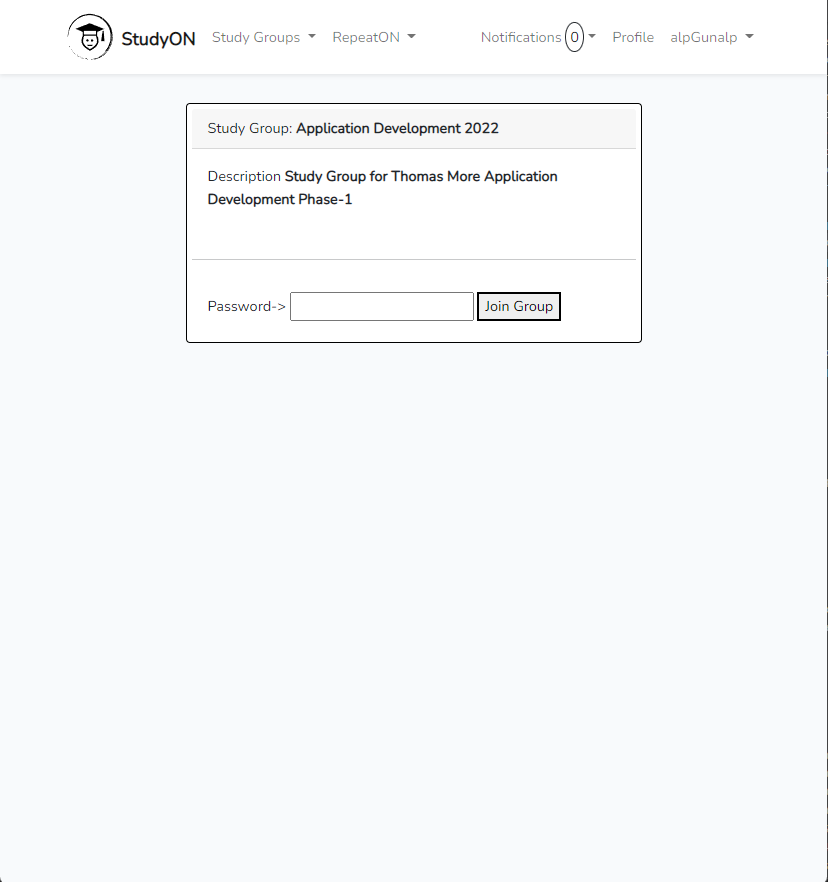 StudyON Study Groups RepeatON Notifications 0 Profile alpGunalp
Study Group: Application Development 2022
Description Study Group for Thomas More Application
Development Phase-1
Password-> Join Group